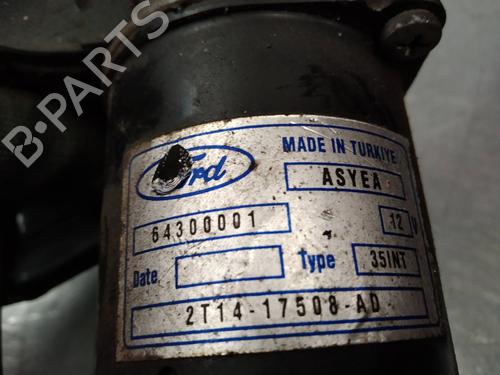 B-PARTS
Ford
MADE IN TURKIYE
ASYEA
64300001
12 V
Date
Type
35INT
2T14-17508-AD